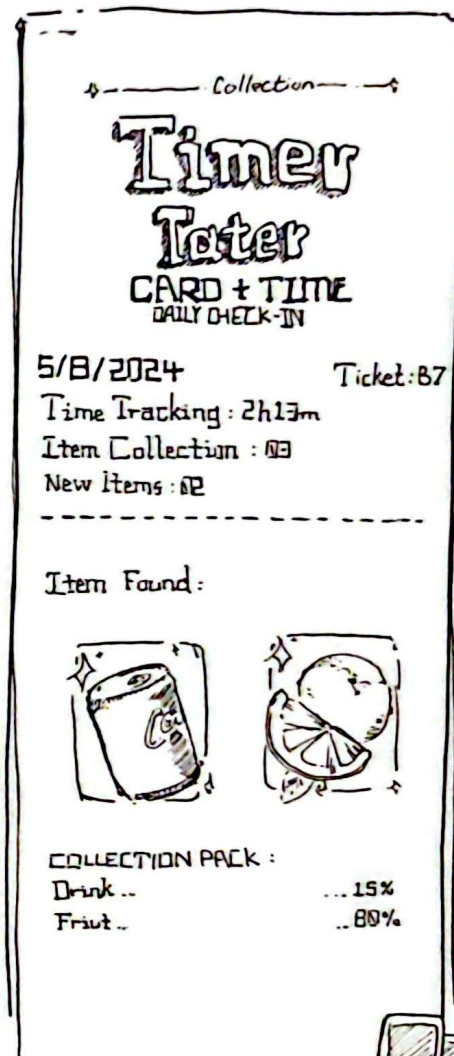 Collection
Timer
Tater
CARD + TIME
DAILY CHECK-IN
5/8/2024 Ticket: B7
Time Tracking : 2h13m
Item Collection : 03
New Items : 02
Item Found :
COLLECTION PACK :
Drink .. ... 15%
Friut .. .. 80%